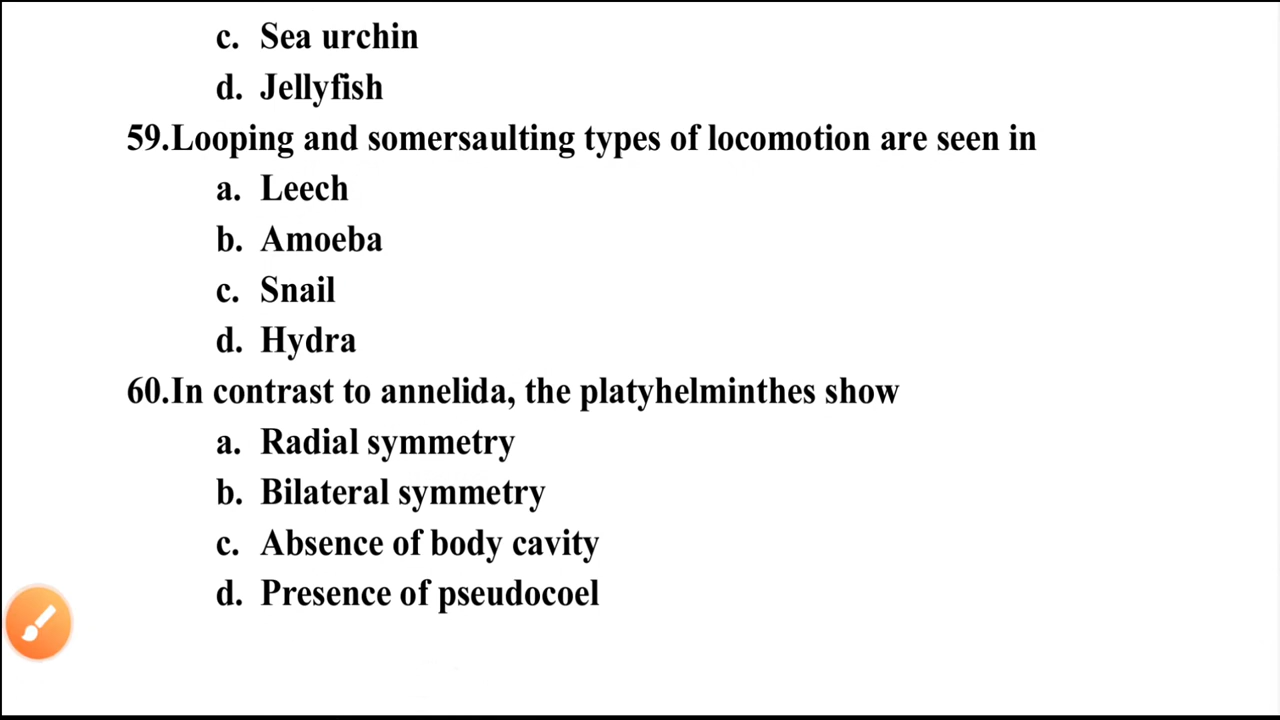 c. Sea urchin
d. Jellyfish
59.Looping and somersaulting types of locomotion are seen in
a. Leech
b. Amoeba
c. Snail
d. Hydra
60.In contrast to annelida, the platyhelminthes show
a. Radial symmetry
b. Bilateral symmetry
c. Absence of body cavity
d. Presence of pseudocoel